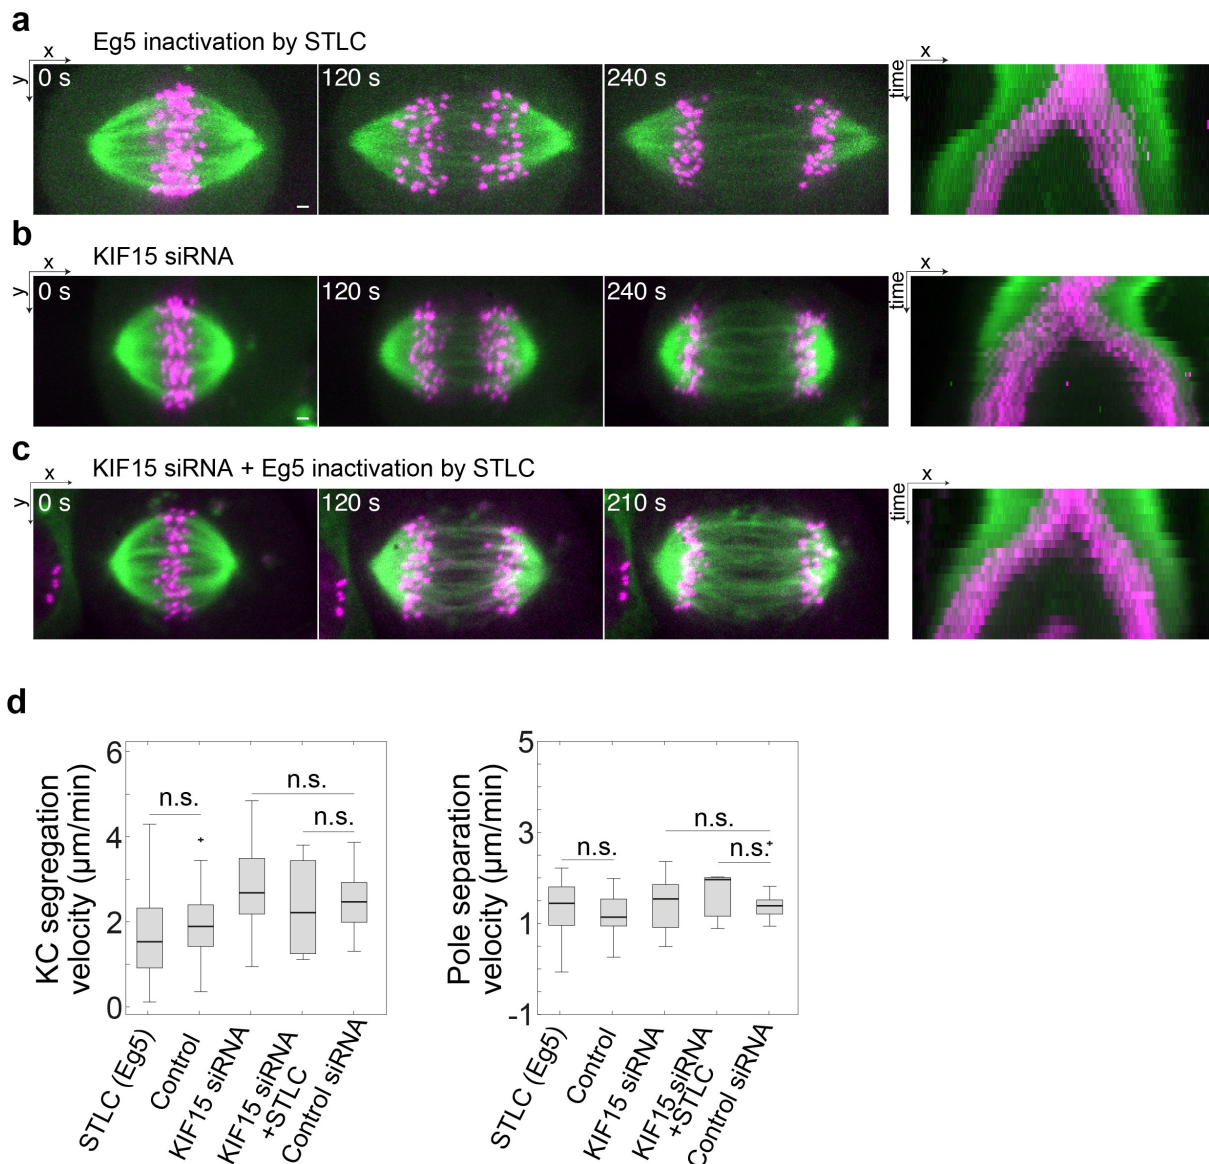 a
Eg5 inactivation by STLC
x
y
0 s
120 s
240 s
x
time
b
KIF15 siRNA
x
y
0 s
120 s
240 s
x
time
c
KIF15 siRNA + Eg5 inactivation by STLC
x
y
0 s
120 s
210 s
x
time
d
KC segregation
velocity (µm/min)
6
4
2
0
n.s.
n.s.
n.s.
STLC (Eg5)
Control
KIF15 siRNA
KIF15 siRNA
+STLC
Control siRNA
Pole separation
velocity (µm/min)
5
3
1
-1
n.s.
n.s.
n.s.
STLC (Eg5)
Control
KIF15 siRNA
KIF15 siRNA
+STLC
Control siRNA